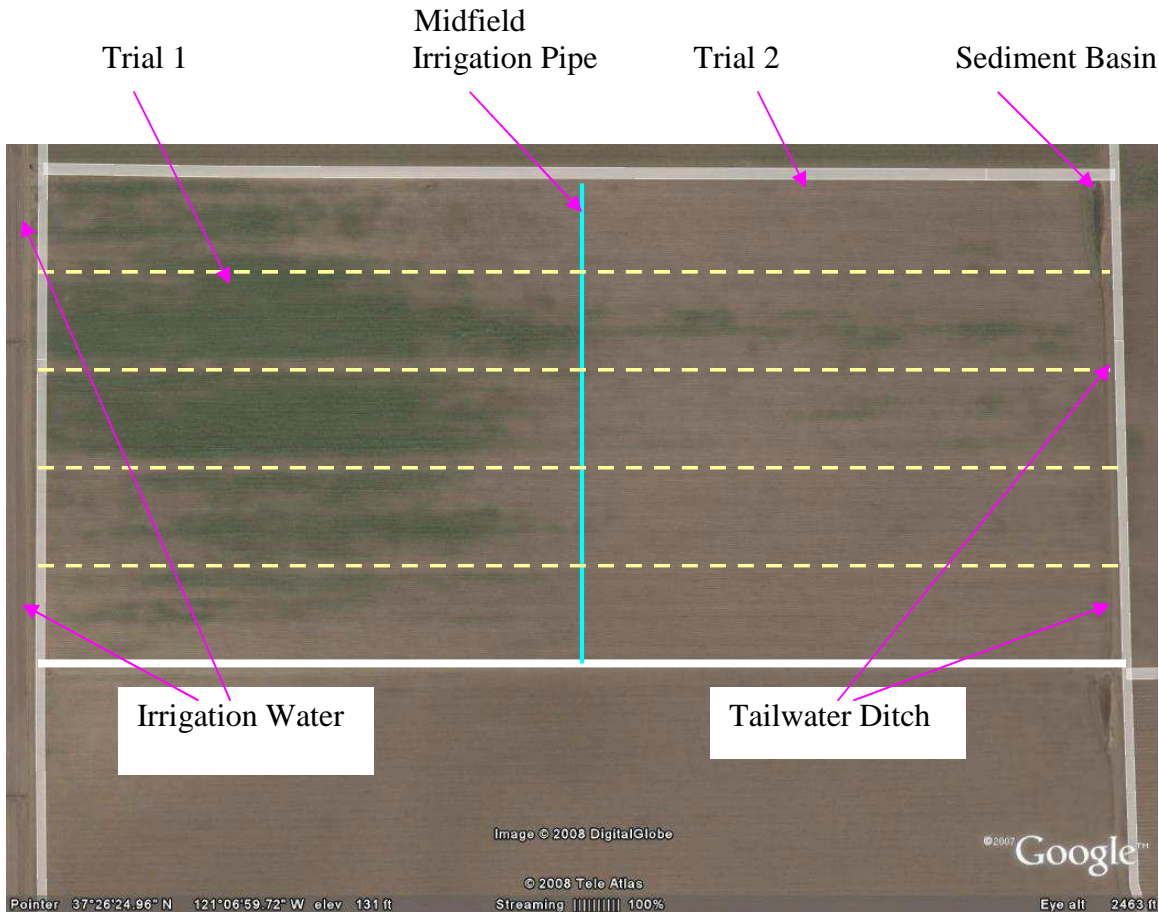 Midfield
Trial 1
Irrigation Pipe
Trial 2
Sediment Basin
Irrigation Water
Tailwater Ditch
Image © 2008 DigitalGlobe
©2007 Google™
© 2008 Tele Atlas
Pointer 37°26'24.96" N 121°06'59.72" W elev 131 ft Streaming ||||||||| 100% Eye alt 2463 ft